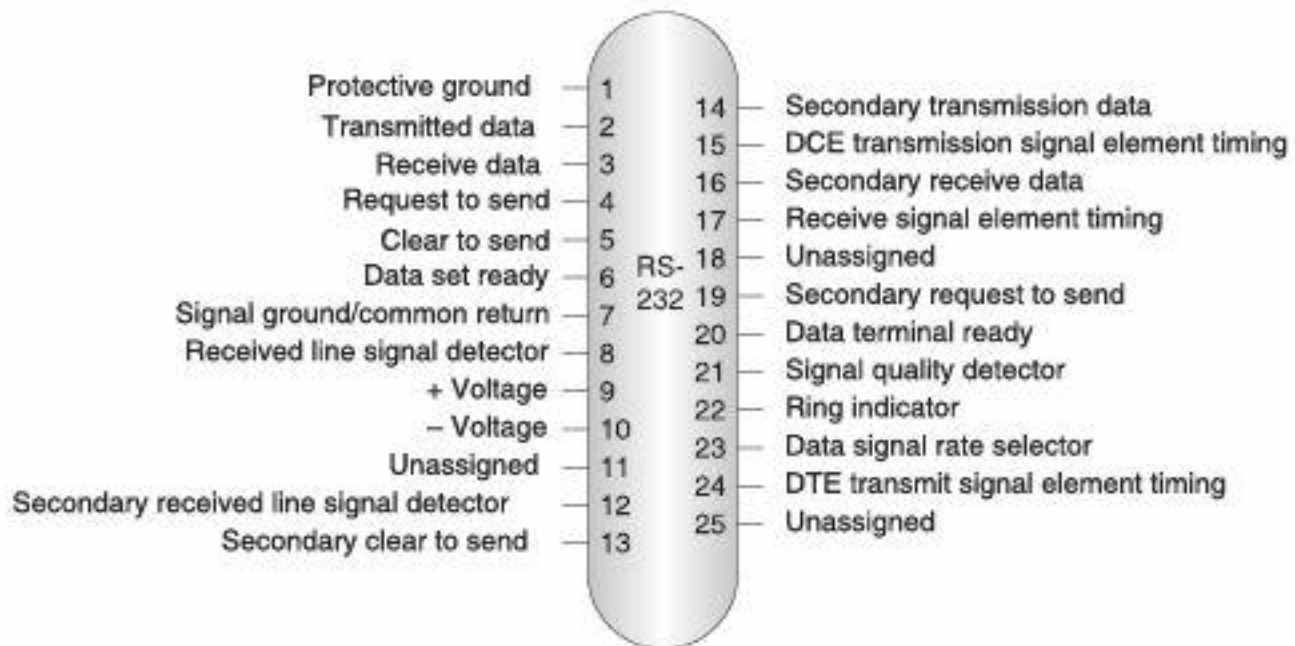 Protective ground 1
Transmitted data 2
Receive data 3
Request to send 4
Clear to send 5
Data set ready 6
Signal ground/common return 7
Received line signal detector 8
+ Voltage 9
– Voltage 10
Unassigned 11
Secondary received line signal detector 12
Secondary clear to send 13
RS-
232
14 Secondary transmission data
15 DCE transmission signal element timing
16 Secondary receive data
17 Receive signal element timing
18 Unassigned
19 Secondary request to send
20 Data terminal ready
21 Signal quality detector
22 Ring indicator
23 Data signal rate selector
24 DTE transmit signal element timing
25 Unassigned